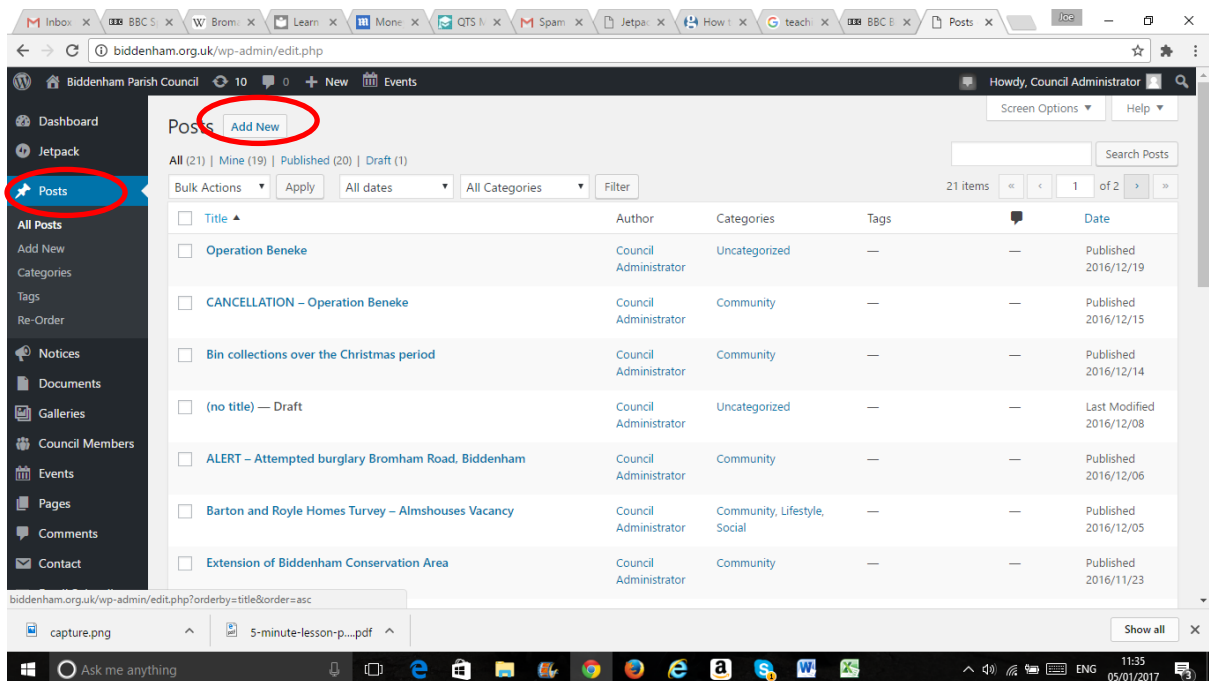 Inbox BBC S Brom Learn Mone QTS N Spam Jetpac How t teachi BBC B Posts Joe
biddenham.org.uk/wp-admin/edit.php
Biddenham Parish Council 10 0 + New Events Howdy, Council Administrator
Screen Options ▼ Help ▼
Dashboard
Jetpack
Posts
All Posts
Add New
Categories
Tags
Re-Order
Notices
Documents
Galleries
Council Members
Events
Pages
Comments
Contact
Posts Add New
All (21) | Mine (19) | Published (20) | Draft (1)
Search Posts
Bulk Actions ▼ Apply All dates ▼ All Categories ▼ Filter 21 items « ‹ 1 of 2 › »
Title ▲ Author Categories Tags Date
Operation Beneke Council Uncategorized — — Published
Administrator 2016/12/19
CANCELLATION – Operation Beneke Council Community — — Published
Administrator 2016/12/15
Bin collections over the Christmas period Council Community — — Published
Administrator 2016/12/14
(no title) — Draft Council Uncategorized — — Last Modified
Administrator 2016/12/08
ALERT – Attempted burglary Bromham Road, Biddenham Council Community — — Published
Administrator 2016/12/06
Barton and Royle Homes Turvey – Almshouses Vacancy Council Community, Lifestyle, — — Published
Administrator Social 2016/12/05
Extension of Biddenham Conservation Area Council Community — — Published
Administrator 2016/11/23
biddenham.org.uk/wp-admin/edit.php?orderby=title&order=asc
capture.png 5-minute-lesson-p....pdf Show all
Ask me anything ENG 11:35
05/01/2017